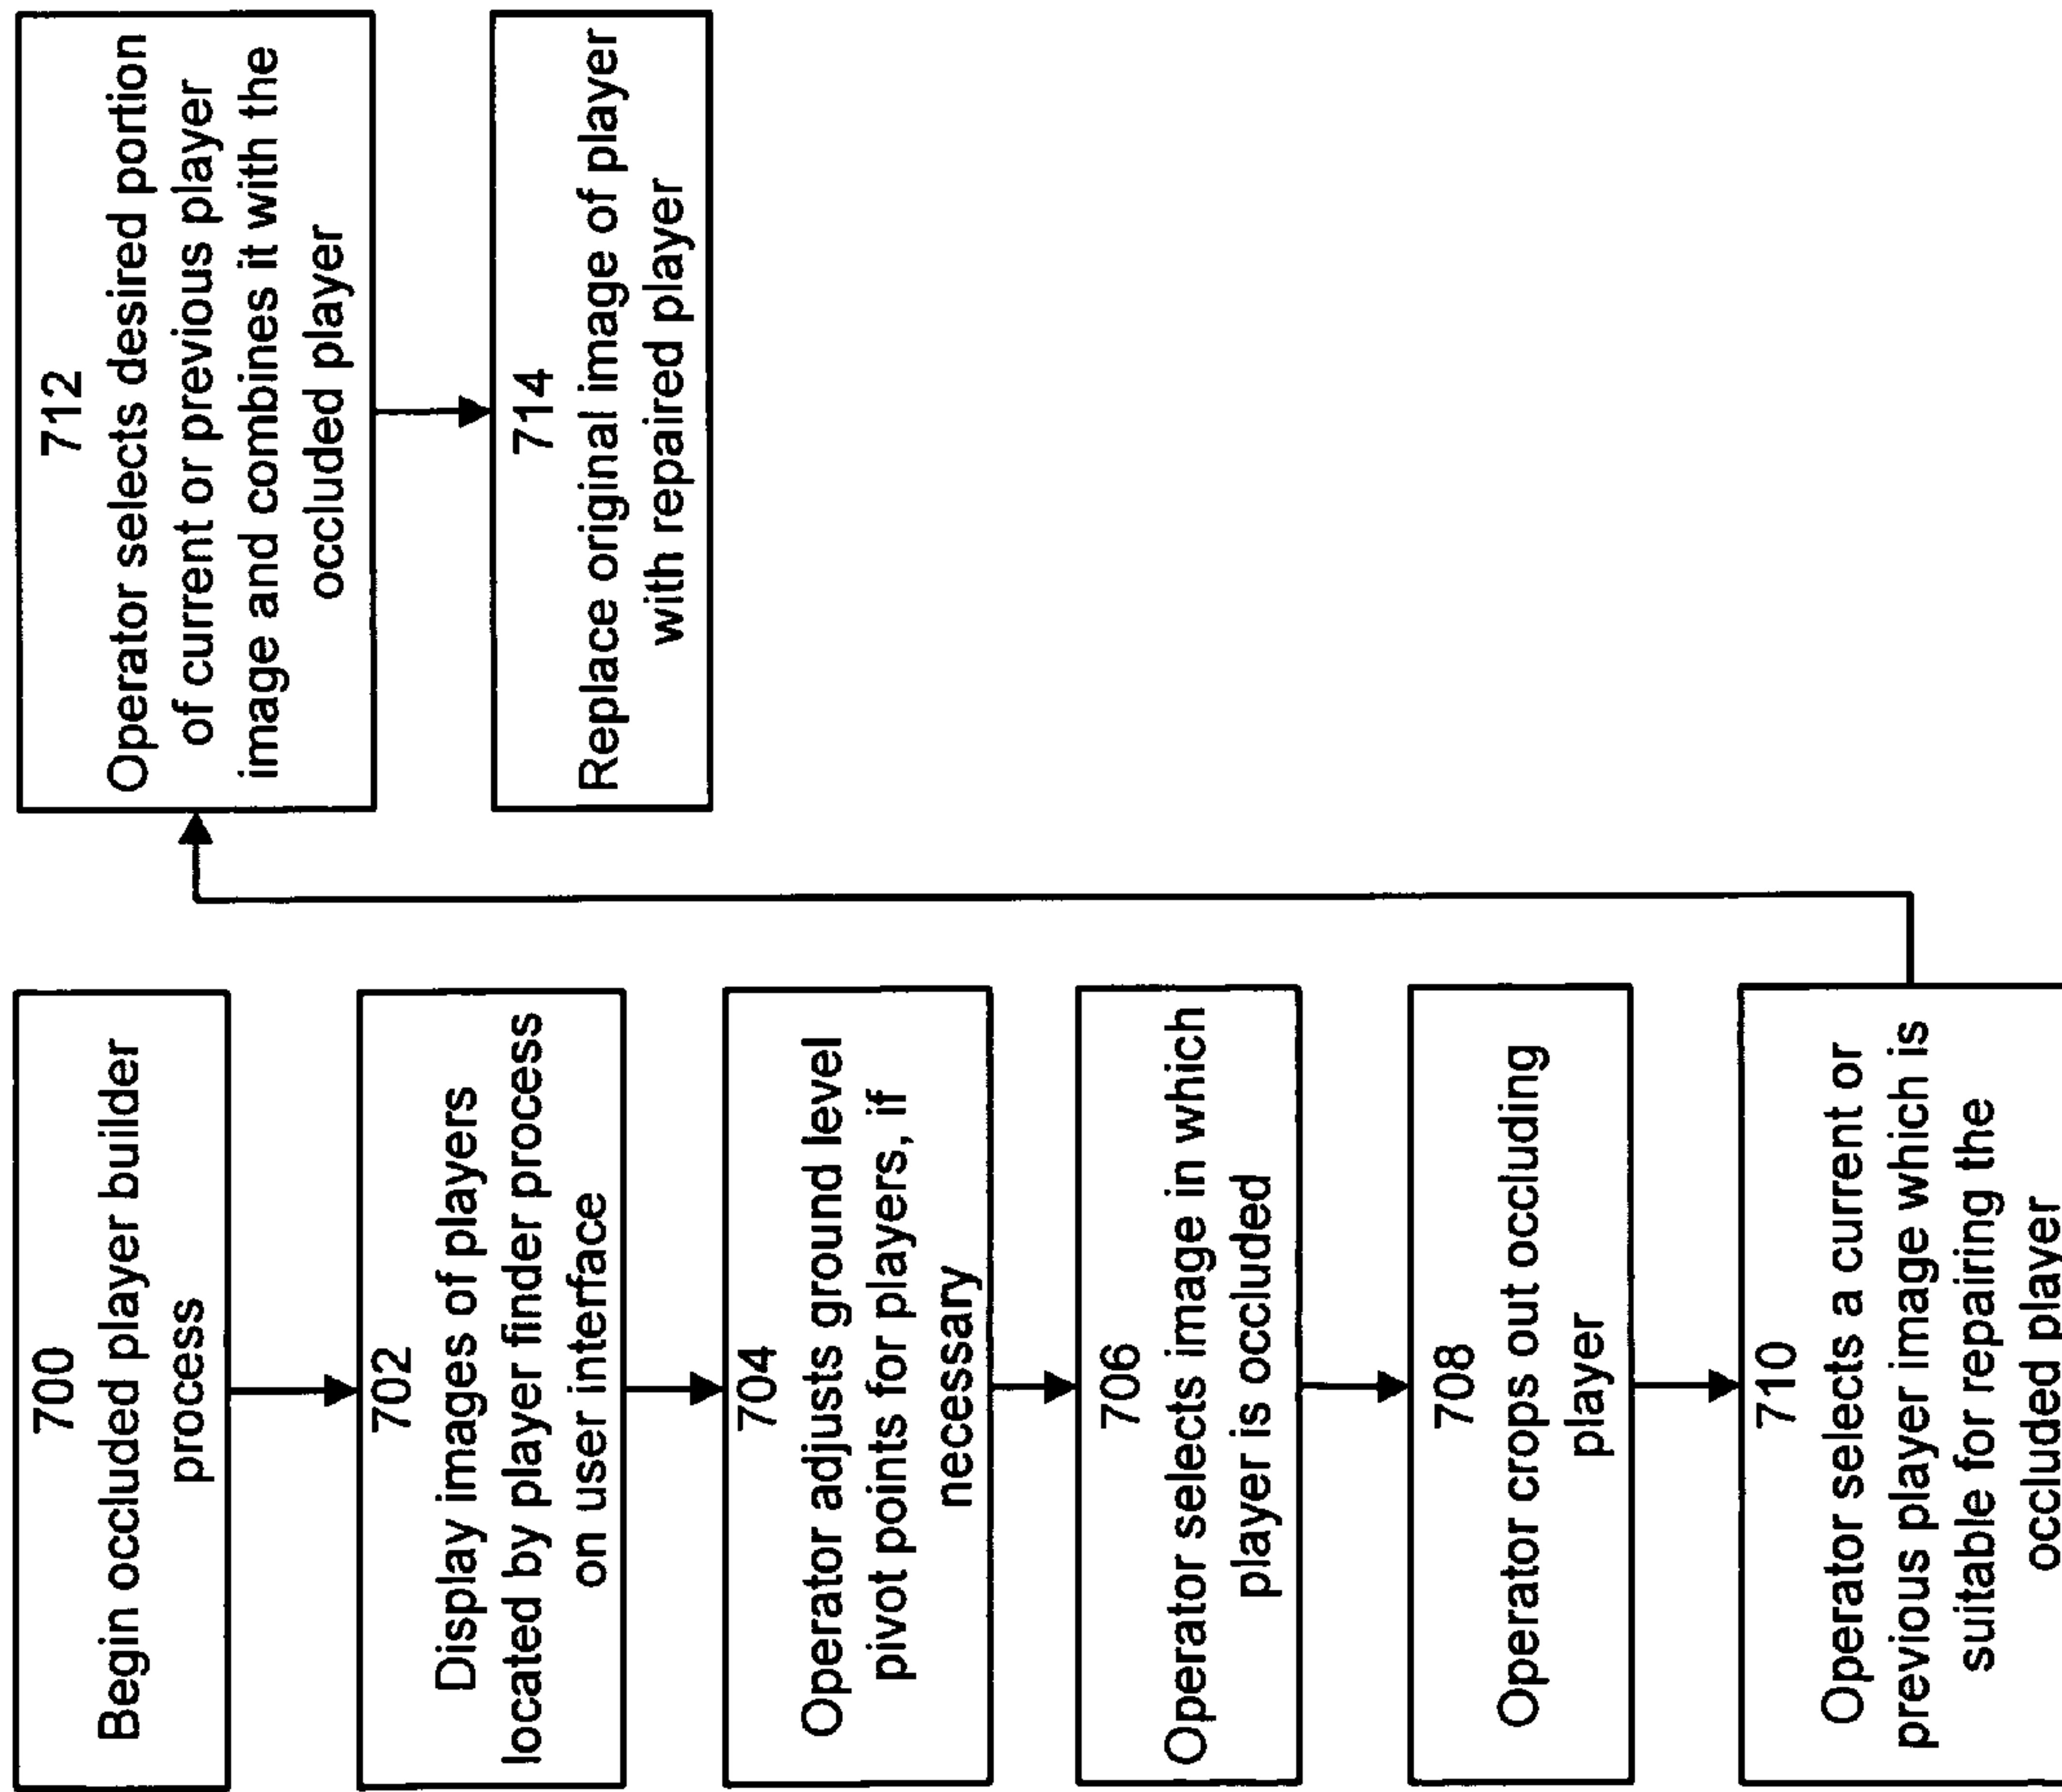 700
Begin occluded player builder
process
702
Display images of players
located by player finder process
on user interface
704
Operator adjusts ground level
pivot points for players, if
necessary
706
Operator selects image in which
player is occluded
708
Operator crops out occluding
player
710
Operator selects a current or
previous player image which is
suitable for repairing the
occluded player
712
Operator selects desired portion
of current or previous player
image and combines it with the
occluded player
714
Replace original image of player
with repaired player